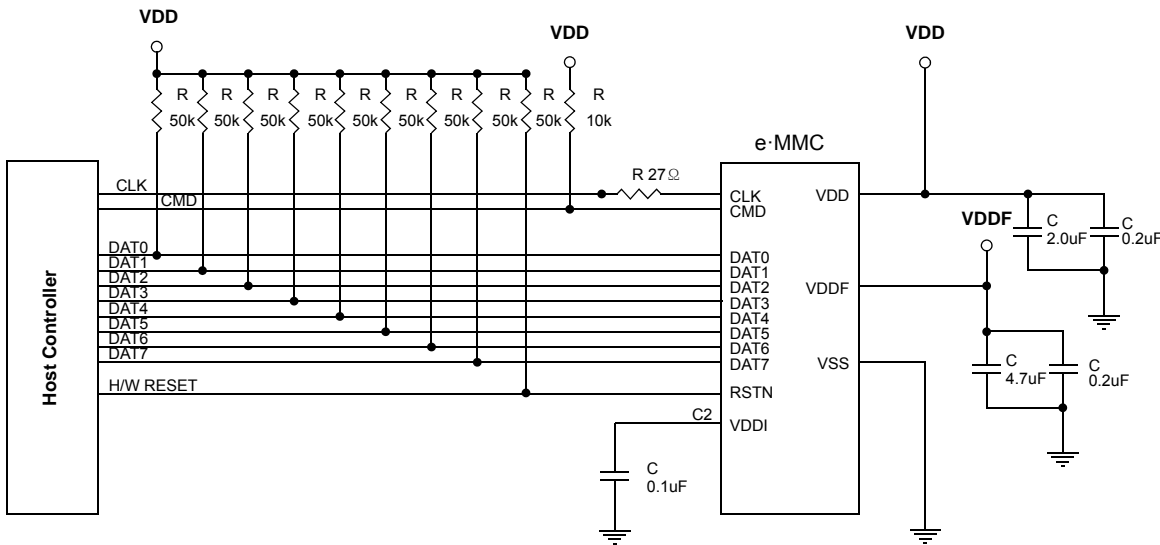 VDD
VDD
VDD
R R R R R R R R R R
50k 50k 50k 50k 50k 50k 50k 50k 50k 10k
e·MMC
R 27Ω
CLK
CMD
CLK
CMD
VDD
VDDF
C
2.0uF
C
0.2uF
Host Controller
DAT0
DAT1
DAT2
DAT3
DAT4
DAT5
DAT6
DAT7
DAT0
DAT1
DAT2
DAT3
DAT4
DAT5
DAT6
DAT7
VDDF
VSS
C
4.7uF
C
0.2uF
H/W RESET
RSTN
C2
VDDI
C
0.1uF